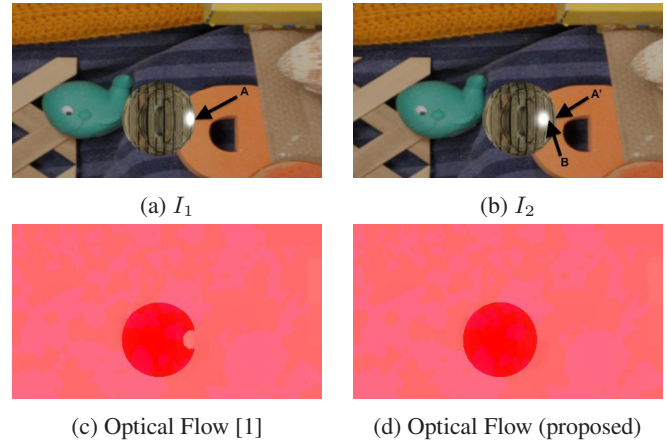 A
A'
B
(a) I₁
(b) I₂
(c) Optical Flow [1]
(d) Optical Flow (proposed)